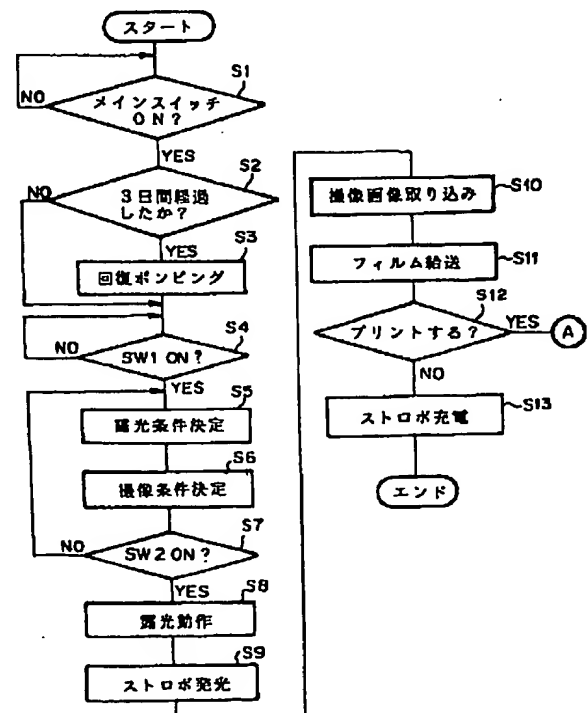 スタート
S1
メインスイッチ
ON?
NO
YES
S2
3日間経過
したか?
NO
YES
S3
回復ポンピング
S4
SW1 ON?
NO
YES
S5
露光条件決定
S6
撮像条件決定
S7
SW2 ON?
NO
YES
S8
露光動作
S9
ストロボ発光
撮像画像取り込み
S10
フィルム給送
S11
S12
プリントする?
YES
A
NO
ストロボ充電
S13
エンド